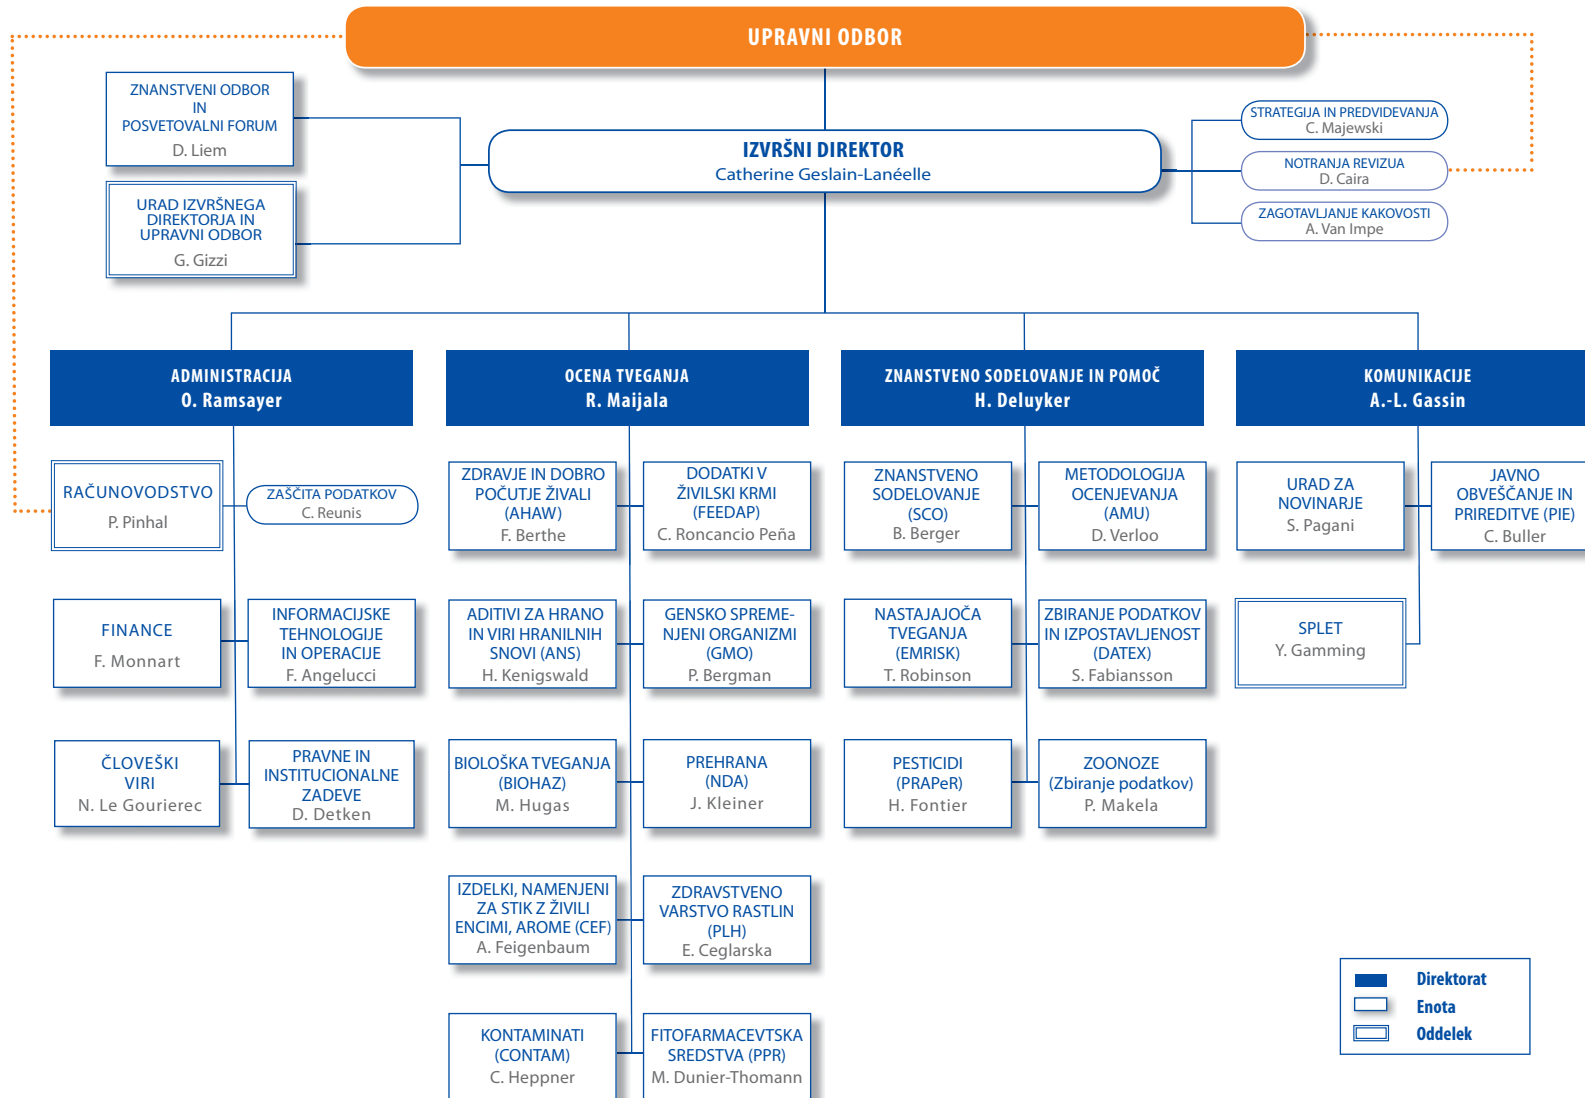 UPRAVNI ODBOR
ZNANSTVENI ODBOR
IN
POSVETOVALNI FORUM
D. Liem
URAD IZVRŠNEGA
DIREKTORJA IN
UPRAVNI ODBOR
G. Gizzi
IZVRŠNI DIREKTOR
Catherine Geslain-Lanéelle
STRATEGIJA IN PREDVIDEVANJA
C. Majewski
NOTRANJA REVIZUA
D. Caira
ZAGOTAVLJANJE KAKOVOSTI
A. Van Impe
ADMINISTRACIJA
O. Ramsayer
RAČUNOVODSTVO
P. Pinhal
ZAŠČITA PODATKOV
C. Reunis
FINANCE
F. Monnart
INFORMACIJSKE
TEHNOLOGIJE
IN OPERACIJE
F. Angelucci
ČLOVEŠKI
VIRI
N. Le Gourierec
PRAVNE IN
INSTITUCIONALNE
ZADEVE
D. Detken
OCENA TVEGANJA
R. Maijala
ZDRAVJE IN DOBRO
POČUTJE ŽIVALI
(AHAW)
F. Berthe
DODATKI V
ŽIVILSKI KRMI
(FEEDAP)
C. Roncancio Peña
ADITIVI ZA HRANO
IN VIRI HRANILNIH
SNOVI (ANS)
H. Kenigswald
GENSKO SPREME-
NJENI ORGANIZMI
(GMO)
P. Bergman
BIOLOŠKA TVEGANJA
(BIOHAZ)
M. Hugas
PREHRANA
(NDA)
J. Kleiner
IZDELKI, NAMENJENI
ZA STIK Z ŽIVILI
ENCIMI, AROME (CEF)
A. Feigenbaum
ZDRAVSTVENO
VARSTVO RASTLIN
(PLH)
E. Ceglarska
KONTAMINATI
(CONTAM)
C. Heppner
FITOFARMACEVTSKA
SREDSTVA (PPR)
M. Dunier-Thomann
ZNANSTVENO SODELOVANJE IN POMOČ
H. Deluyker
ZNANSTVENO
SODELOVANJE
(SCO)
B. Berger
METODOLOGIJA
OCENJEVANJA
(AMU)
D. Verloo
NASTAJAJOČA
TVEGANJA
(EMRISK)
T. Robinson
ZBIRANJE PODATKOV
IN IZPOSTAVLJENOST
(DATEX)
S. Fabiansson
PESTICIDI
(PRAPeR)
H. Fontier
ZOONOZE
(Zbiranje podatkov)
P. Makela
KOMUNIKACIJE
A.-L. Gassin
URAD ZA
NOVINARJE
S. Pagani
JAVNO
OBVEŠČANJE IN
PRIREDITVE (PIE)
C. Buller
SPLET
Y. Gamming
Direktorat
Enota
Oddelek